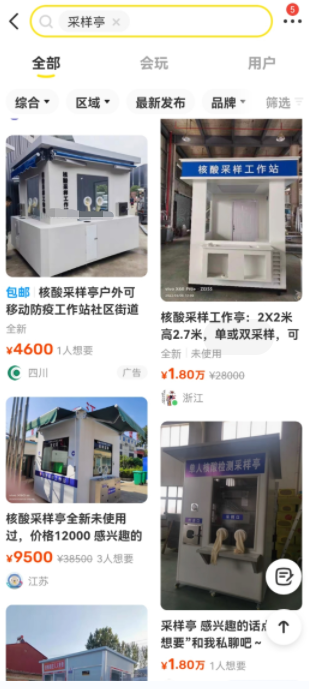 采样亭
5
全部
会玩
用户
综合
区域
最新发布
品牌
筛选
核酸采样工作站
包邮 核酸采样亭户外可
移动防疫工作站社区街道
全新
¥4600 1人想要
四川
广告
核酸采样工作亭：2X2米
高2.7米，单或双采样，可
全新 未使用
¥1.80万 ¥28000
浙江
核酸采样亭全新未使用
过，价格12000 感兴趣的
¥9500 ¥38500 3人想要
江苏
单人核酸检测采样亭
采样亭 感兴趣的话点
想要”和我私聊吧～
¥1.80万 1人想要